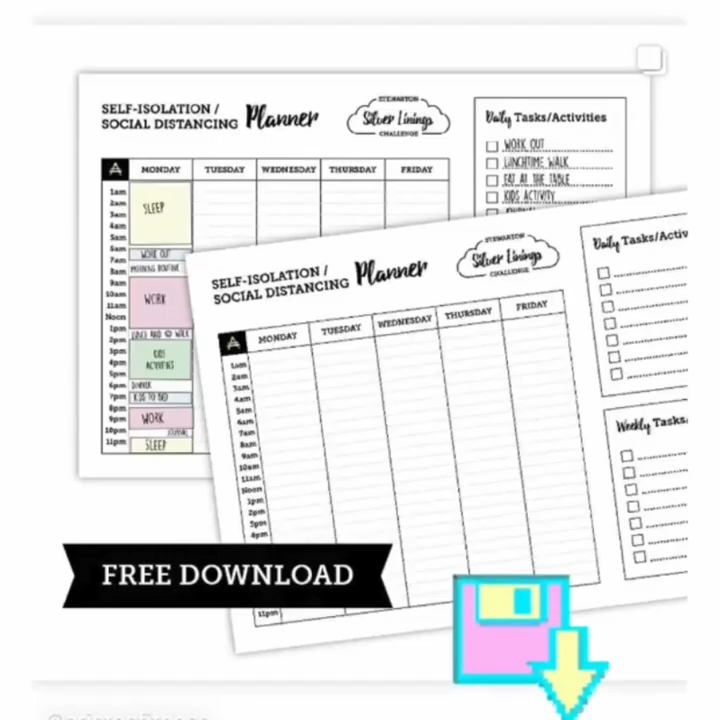 SELF-ISOLATION /
SOCIAL DISTANCING Planner
STEWARTON
Silver Linings
CHALLENGE
Daily Tasks/Activities
WORK OUT
LUNCHTIME WALK
EAT AT THE TABLE
KIDS ACTIVITY
MONDAY TUESDAY WEDNESDAY THURSDAY FRIDAY
1am
2am
3am
4am
5am
SLEEP
7am
WORK OUT
8am
MORNING ROUTINE
9am
10am
11am
Noon
WORK
1pm
LUNCH AND GO WALK
2pm
3pm
4pm
5pm
KIDS
ACTIVITIES
6pm
DINNER
7pm
KIDS TO BED
8pm
9pm
WORK
10pm
11pm
SLEEP
SELF-ISOLATION /
SOCIAL DISTANCING Planner
STEWARTON
Silver Linings
CHALLENGE
Daily Tasks/Activ
MONDAY TUESDAY WEDNESDAY THURSDAY FRIDAY
1am
2am
3am
4am
5am
6am
7am
8am
9am
10am
11am
Noon
1pm
2pm
3pm
4pm
11pm
Weekly Tasks/
FREE DOWNLOAD